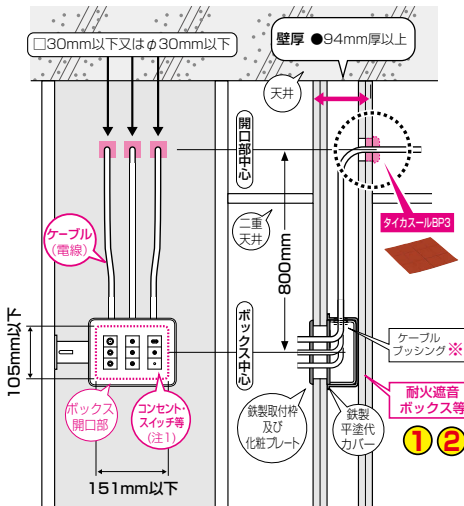 □30mm以下又はφ30mm以下
壁厚 ●94mm厚以上
天井
開口部中心
タイカスールBP3
ケーブル
(電線)
二重
天井
800mm
ボックス中心
105mm以下
ケーブル
ブッシング※
ボックス
開口部
コンセント・
スイッチ等
(注1)
鉄製取付枠
及び
化粧プレート
鉄製
平塗代
カバー
耐火遮音
ボックス等
① ②
151mm以下